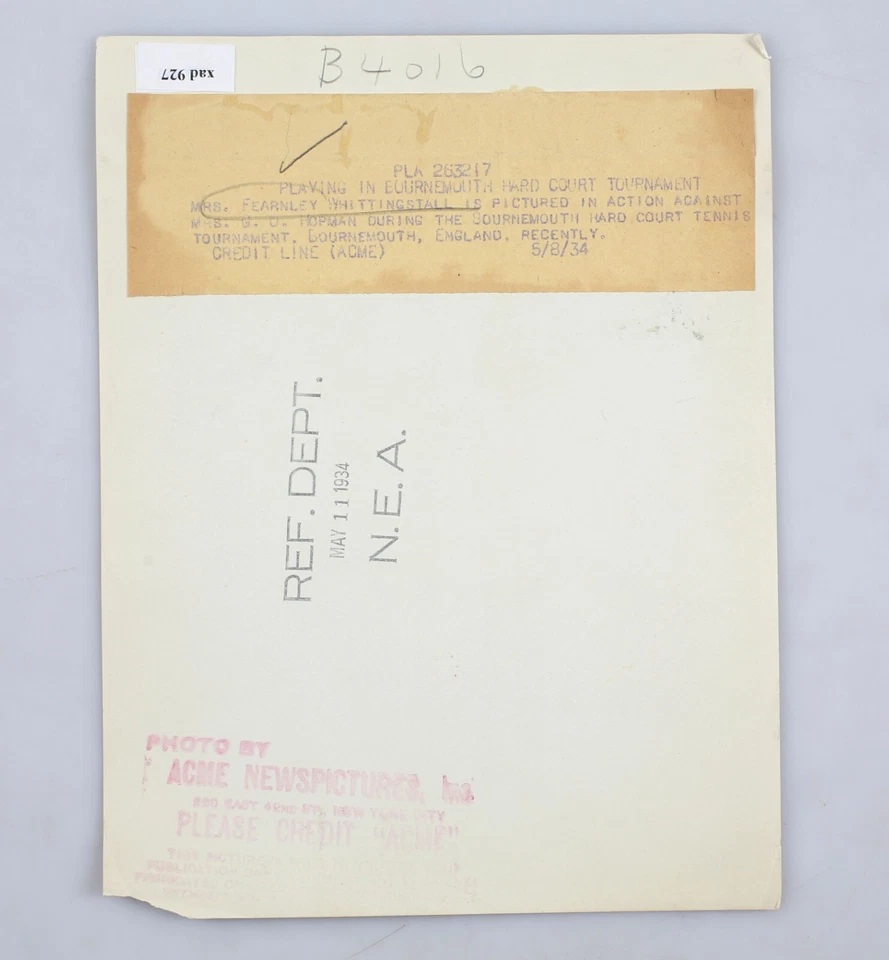 xad 927
B4016
PLA 263217
PLAYING IN BOURNEMOUTH HARD COURT TOURNAMENT
MRS. FEARNLEY WHITTINGSTALL IS PICTURED IN ACTION AGAINST
MRS. G. HOPMAN DURING THE BOURNEMOUTH HARD COURT TENNIS
TOURNAMENT, BOURNEMOUTH, ENGLAND, RECENTLY.
CREDIT LINE (ACME) 5/8/34
REF. DEPT.
MAY 11 1934
N. E. A.
PHOTO BY
ACME NEWSPICTURES, Inc.
220 EAST 42ND ST., NEW YORK CITY
PLEASE CREDIT "ACME"
THIS PICTURE
PUBLICATION